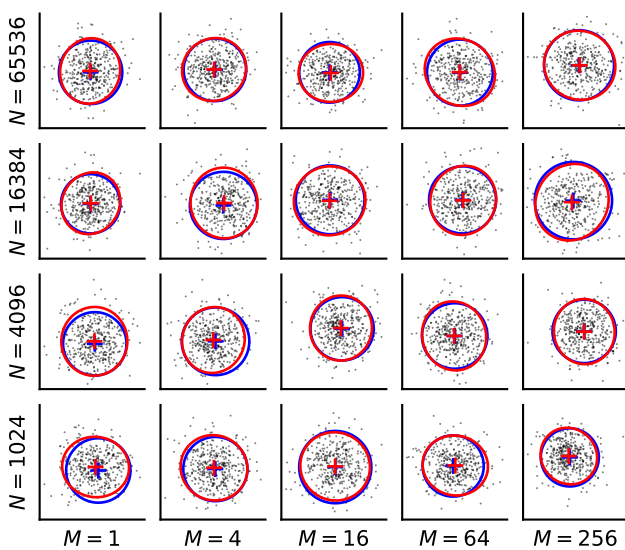 N = 65536
N = 16384
N = 4096
N = 1024
M = 1
M = 4
M = 16
M = 64
M = 256